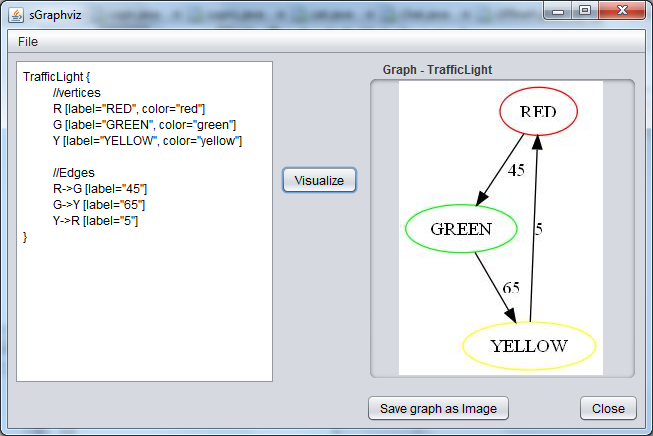 sGraphviz
File
TrafficLight {
//vertices
R [label="RED", color="red"]
G [label="GREEN", color="green"]
Y [label="YELLOW", color="yellow"]
//Edges
R->G [label="45"]
G->Y [label="65"]
Y->R [label="5"]
}
Visualize
Graph - TrafficLight
RED
45
GREEN
5
65
YELLOW
Save graph as Image
Close